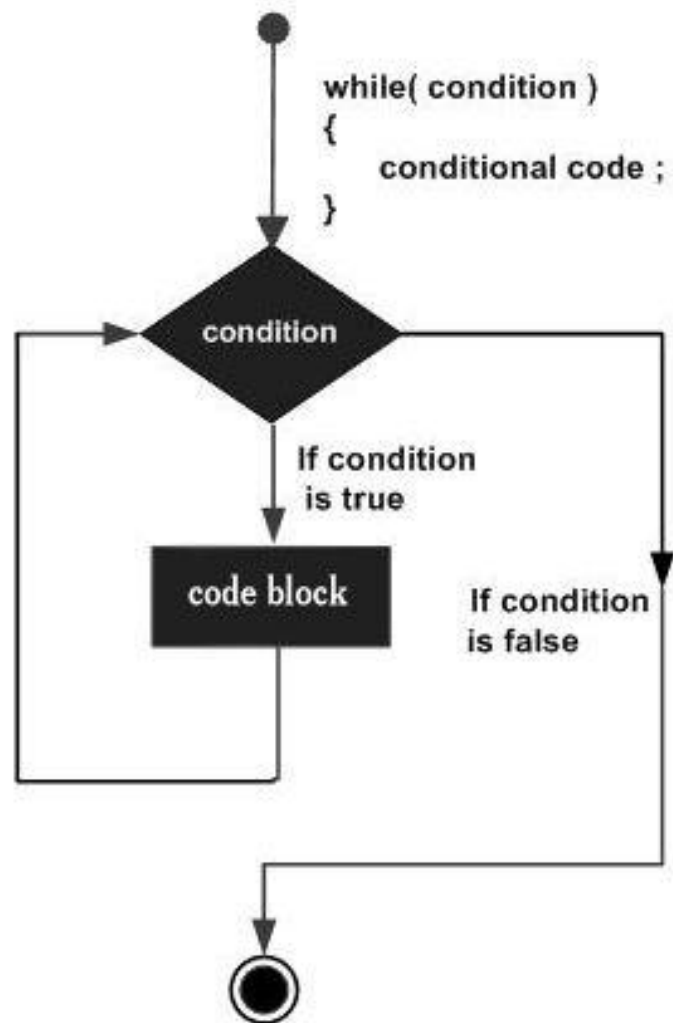 while( condition )
{
conditional code ;
}
condition
If condition
is true
code block
If condition
is false